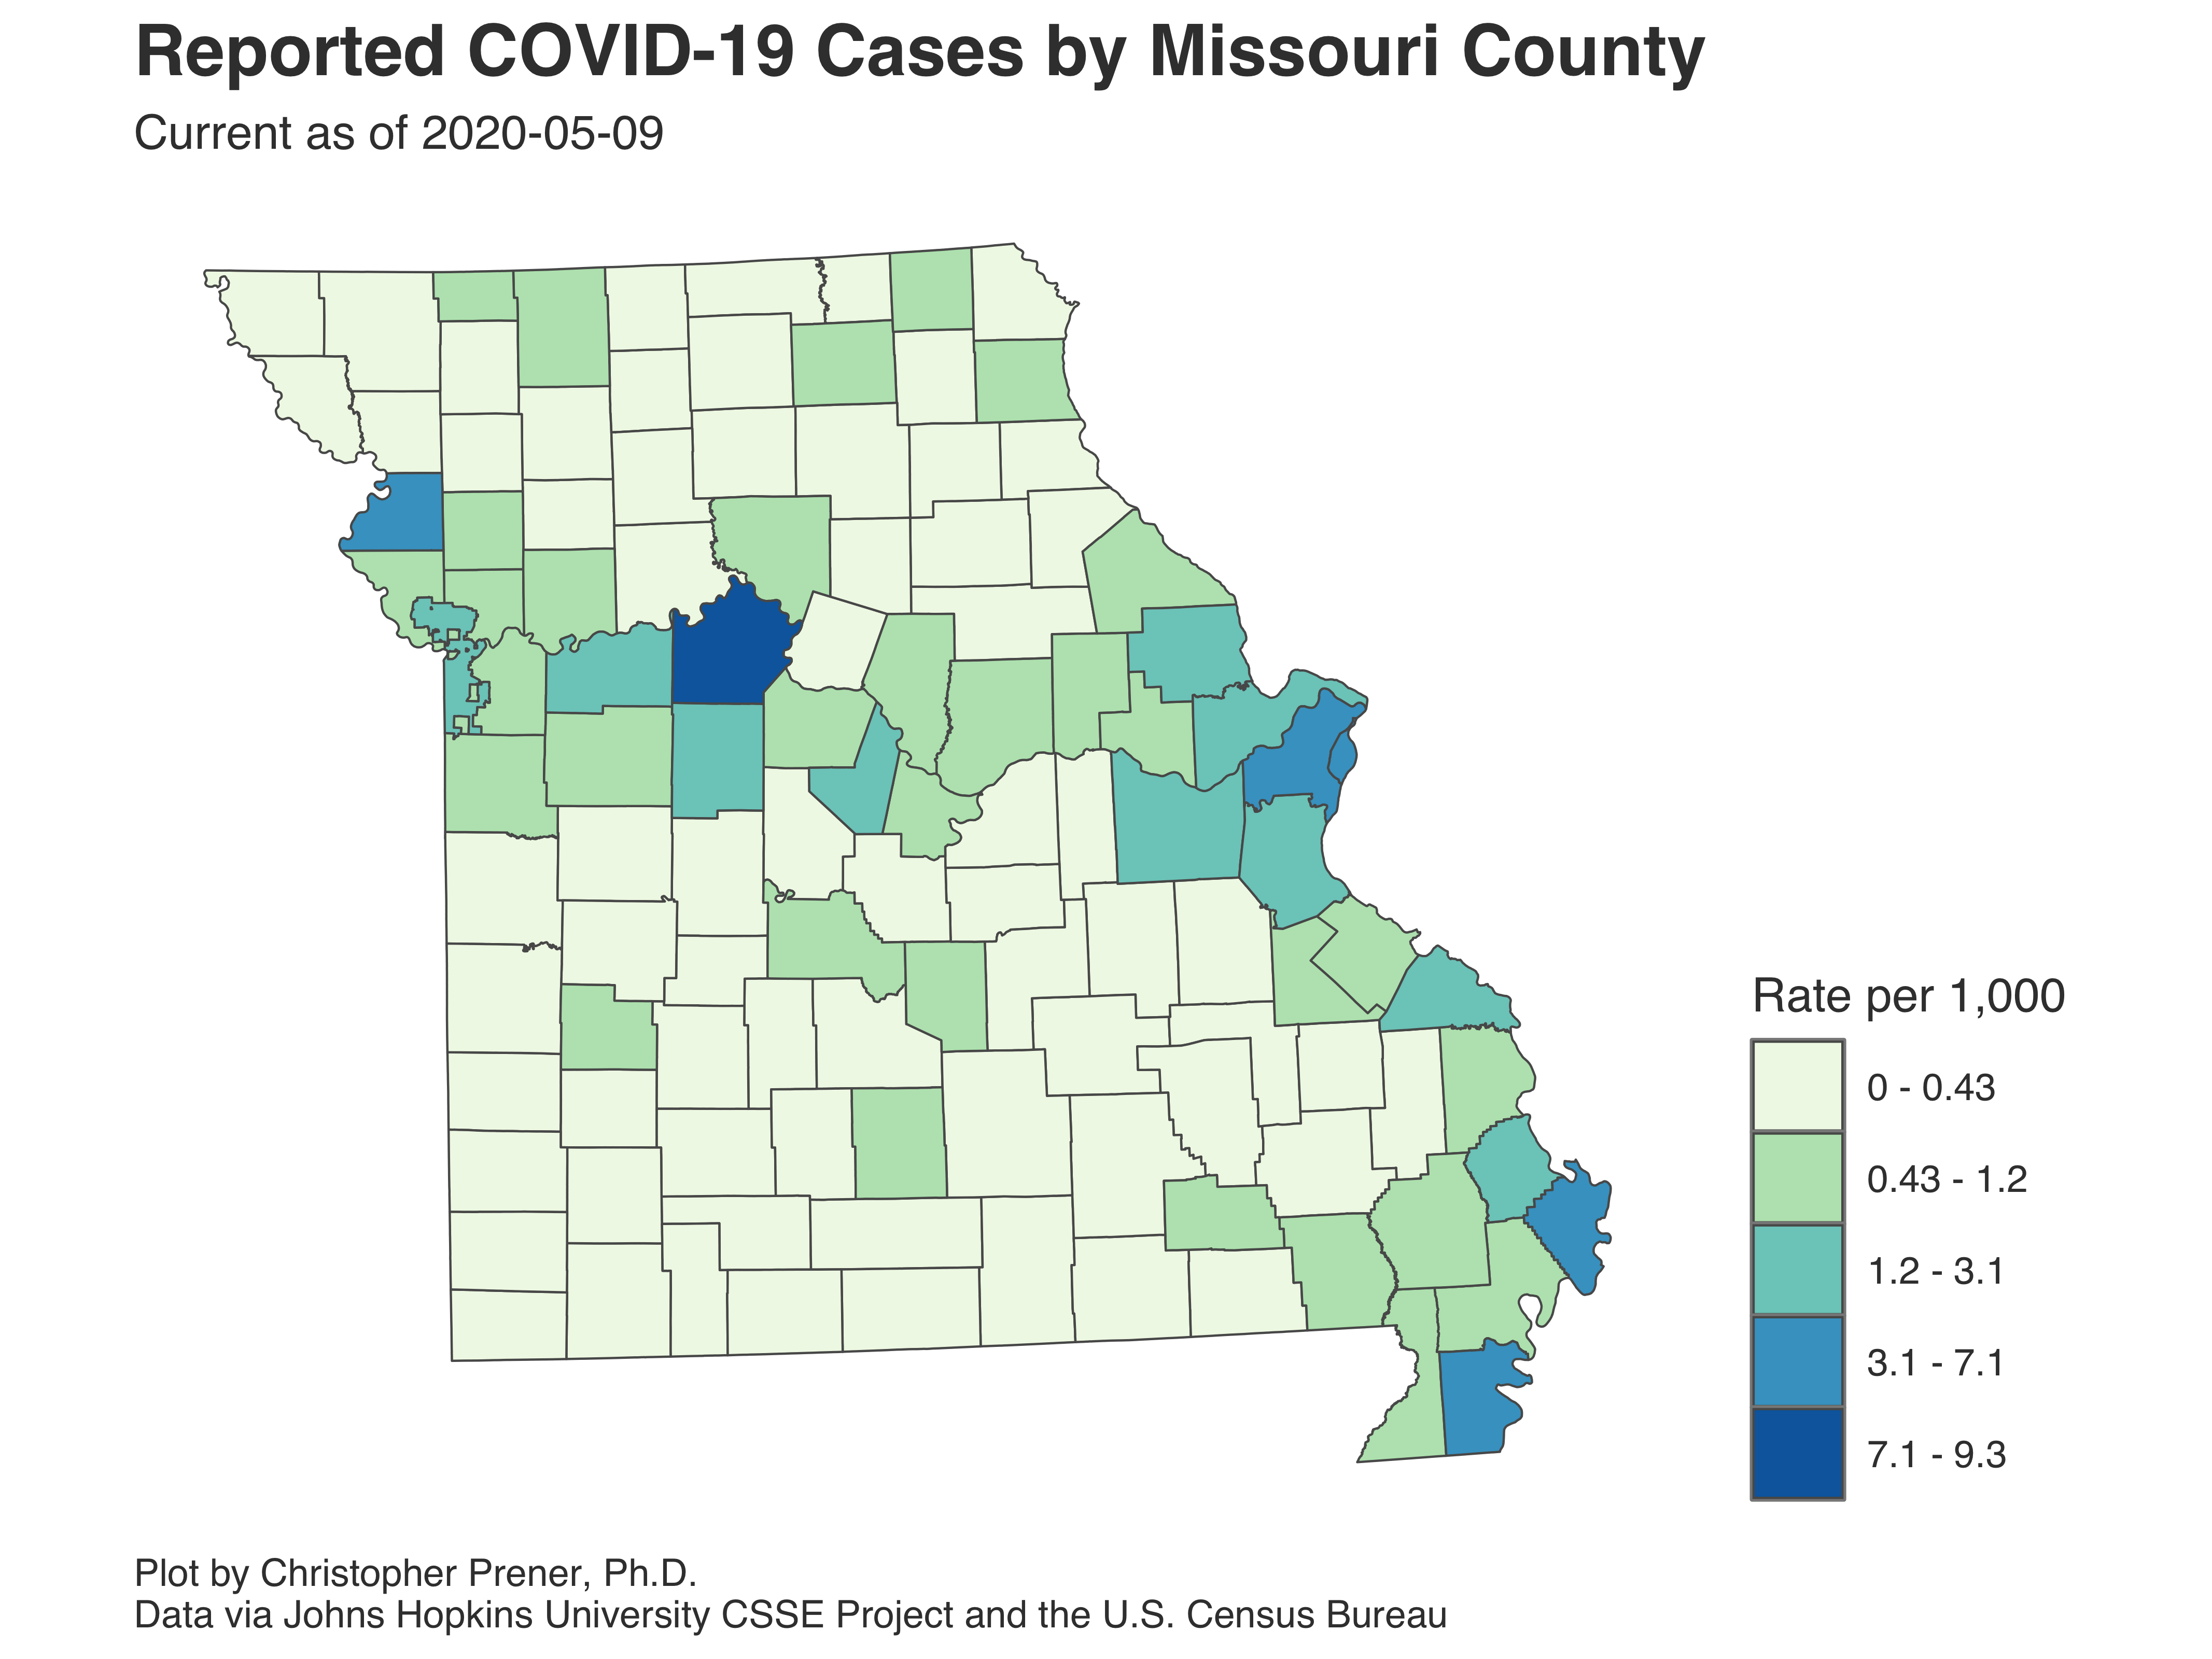 Reported COVID-19 Cases by Missouri County
Current as of 2020-05-09
Rate per 1,000
0 - 0.43
0.43 - 1.2
1.2 - 3.1
3.1 - 7.1
7.1 - 9.3
Plot by Christopher Prener, Ph.D.
Data via Johns Hopkins University CSSE Project and the U.S. Census Bureau